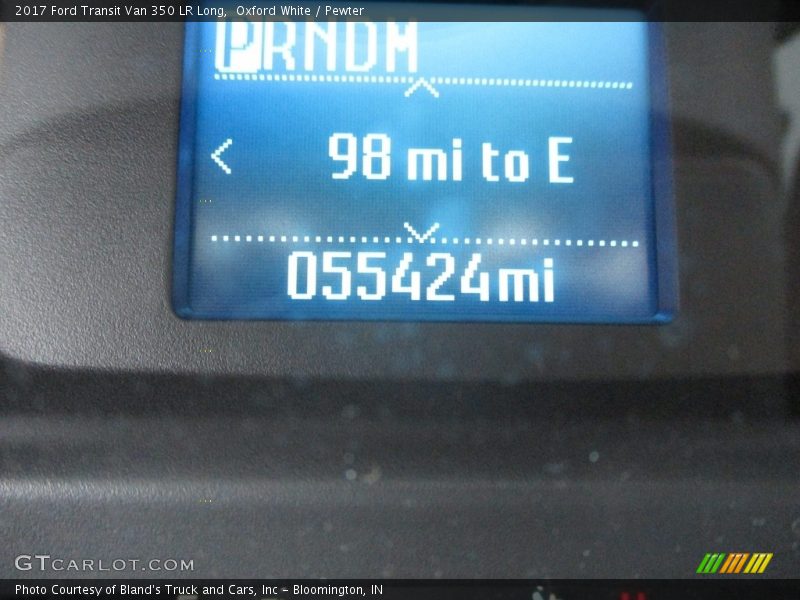 2017 Ford Transit Van 350 LR Long, Oxford White / Pewter
PRNDM
98 mi to E
055424mi
GTCARLOT.COM
Photo Courtesy of Bland's Truck and Cars, Inc - Bloomington, IN